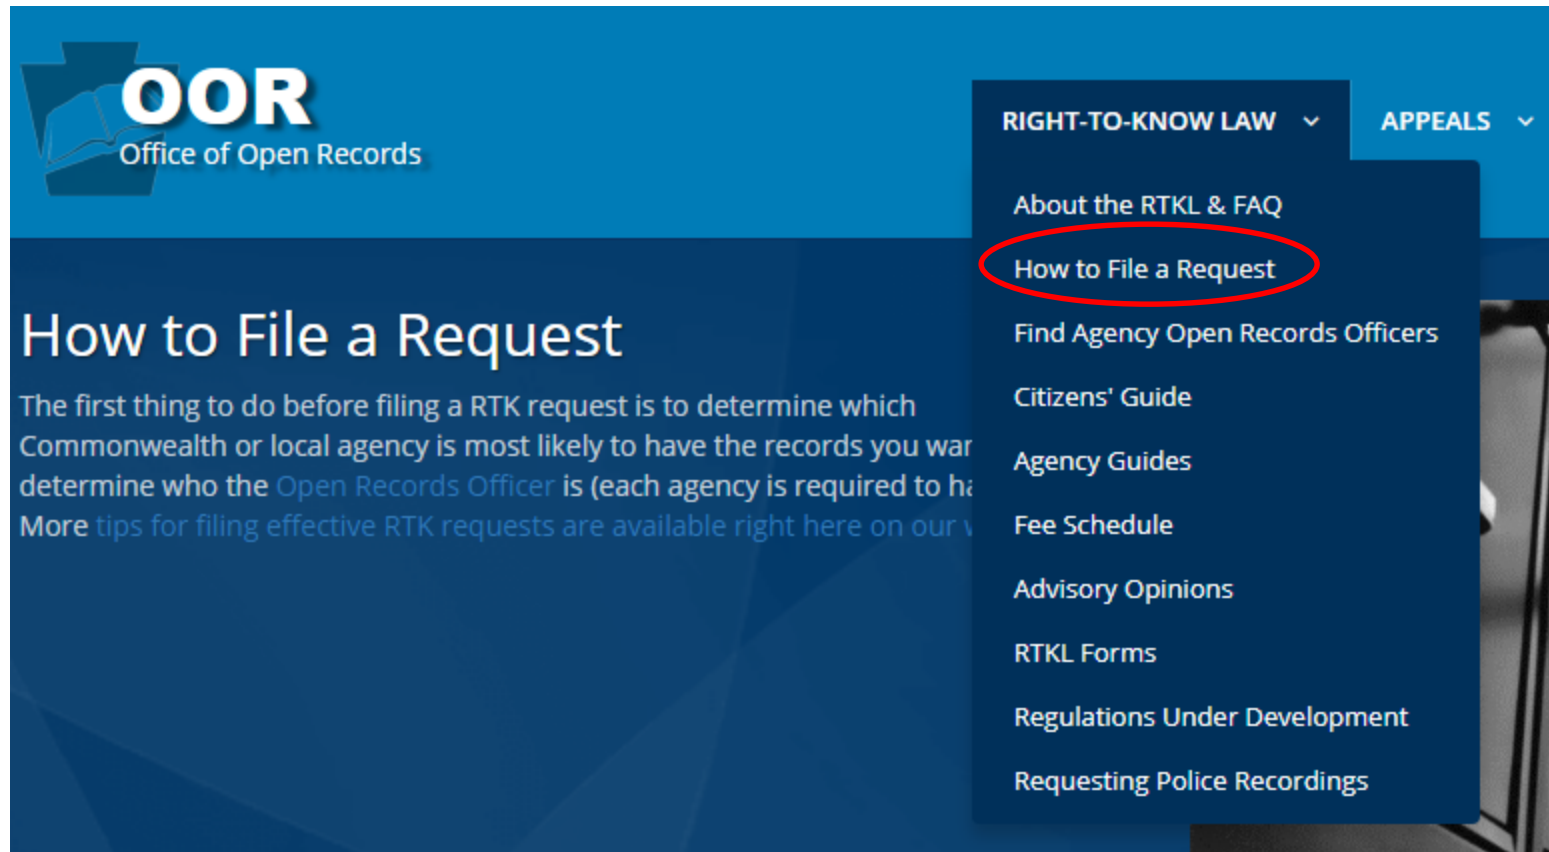 OOR
Office of Open Records
RIGHT-TO-KNOW LAW
APPEALS
About the RTKL & FAQ
How to File a Request
Find Agency Open Records Officers
Citizens' Guide
Agency Guides
Fee Schedule
Advisory Opinions
RTKL Forms
Regulations Under Development
Requesting Police Recordings
How to File a Request
The first thing to do before filing a RTK request is to determine which
Commonwealth or local agency is most likely to have the records you
determine who the Open Records Officer is (each agency is required to
More tips for filing effective RTK requests are available right here on our